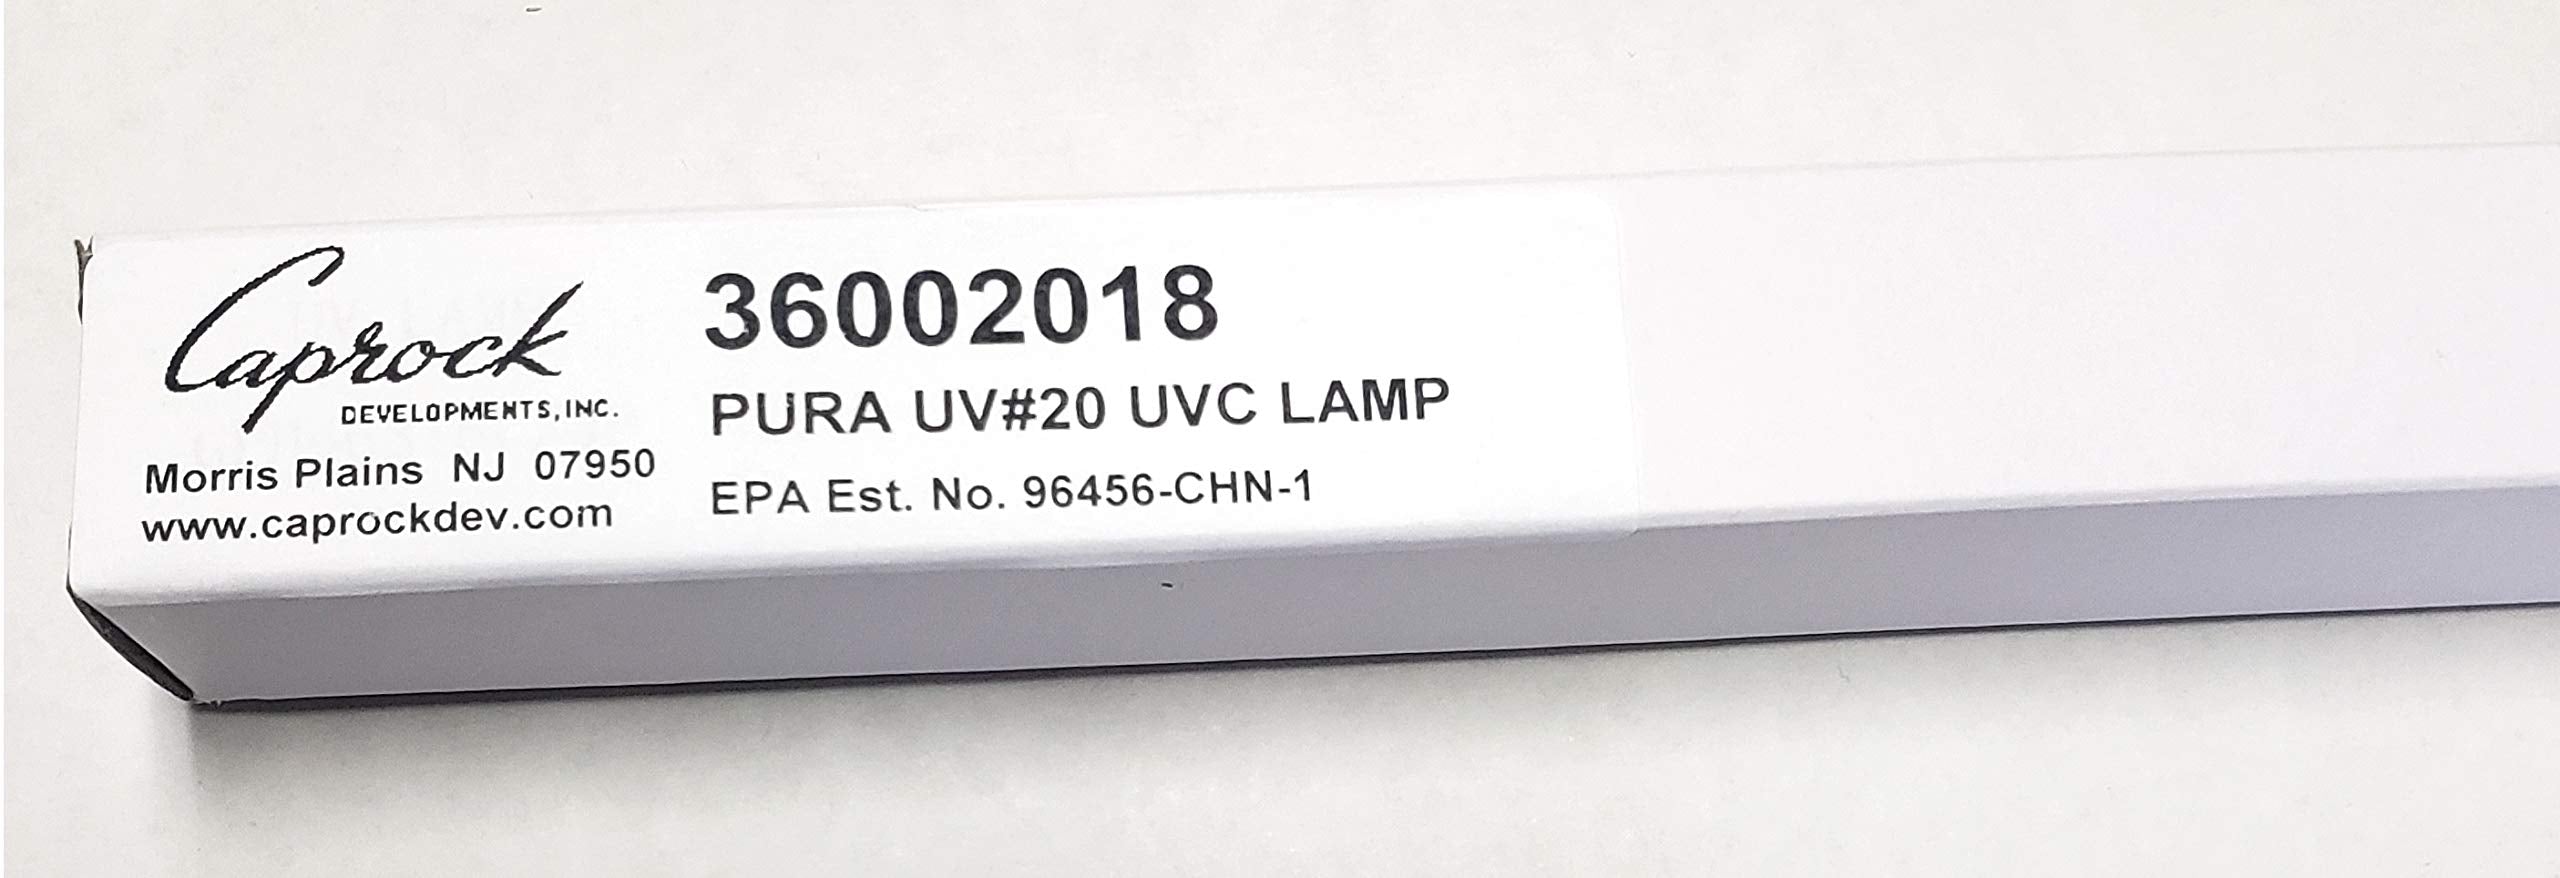 Caprock
DEVELOPMENTS, INC.
Morris Plains NJ 07950
www.caprockdev.com
36002018
PURA UV#20 UVC LAMP
EPA Est. No. 96456-CHN-1